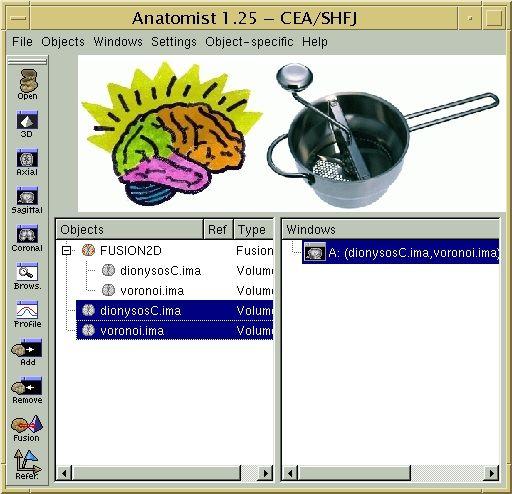 Anatomist 1.25 – CEA/SHFJ
File Objects Windows Settings Object-specific Help
Open
3D
Axial
Sagittal
Coronal
Brows.
Profile
Add
Remove
Fusion
Refer.
Objects Ref Type
FUSION2D Fusion
dionysosC.ima Volume
voronoi.ima Volume
dionysosC.ima Volume
voronoi.ima Volume
Windows
A: (dionysosC.ima,voronoi.ima)